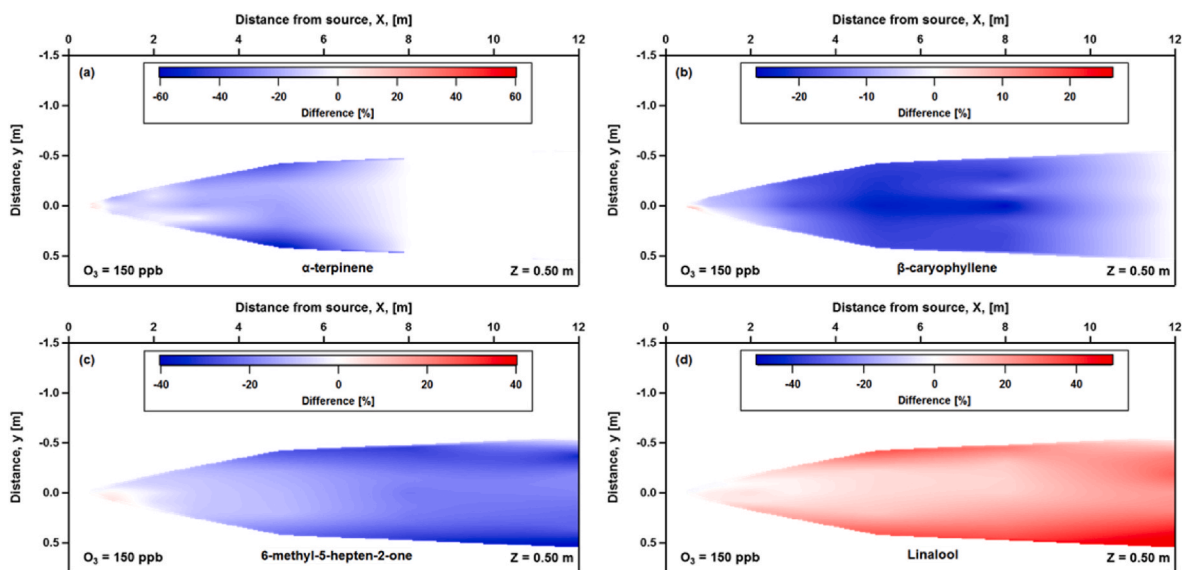 Distance from source, X, [m]
0 2 4 6 8 10 12
-1.5
-1.0
-0.5
0.0
0.5
Distance, y [m]
(a)
-60 -40 -20 0 20 40 60
Difference [%]
O3 = 150 ppb
α-terpinene
Z = 0.50 m
Distance from source, X, [m]
0 2 4 6 8 10 12
-1.5
-1.0
-0.5
0.0
0.5
Distance, y [m]
(b)
-20 -10 0 10 20
Difference [%]
O3 = 150 ppb
β-caryophyllene
Z = 0.50 m
Distance from source, X, [m]
0 2 4 6 8 10 12
-1.5
-1.0
-0.5
0.0
0.5
Distance, y [m]
(c)
-40 -20 0 20 40
Difference [%]
O3 = 150 ppb
6-methyl-5-hepten-2-one
Z = 0.50 m
Distance from source, X, [m]
0 2 4 6 8 10 12
-1.5
-1.0
-0.5
0.0
0.5
Distance, y [m]
(d)
-40 -20 0 20 40
Difference [%]
O3 = 150 ppb
Linalool
Z = 0.50 m